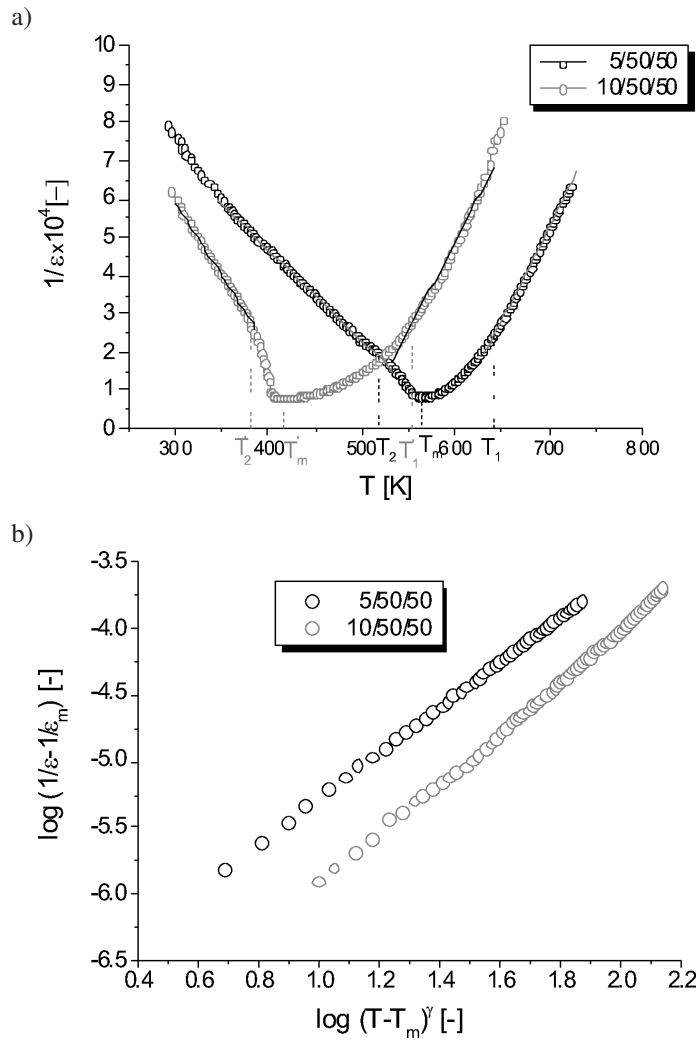 a)
10
9
8
7
6
5
4
3
2
1
0
1/εx10⁴[-]
5/50/50
10/50/50
T₂ T'm T₂ T'₁ Tm T₁
300 400 500 600 700 800
T [K]
b)
-3.5
-4.0
-4.5
-5.0
-5.5
-6.0
-6.5
log (1/ε-1/εm) [-]
5/50/50
10/50/50
0.4 0.6 0.8 1.0 1.2 1.4 1.6 1.8 2.0 2.2
log (T-Tm)^γ [-]